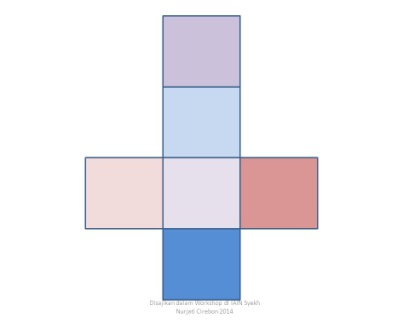 Disajikan dalam Workshop di IAIN Syekh
Nurjati Cirebon 2014